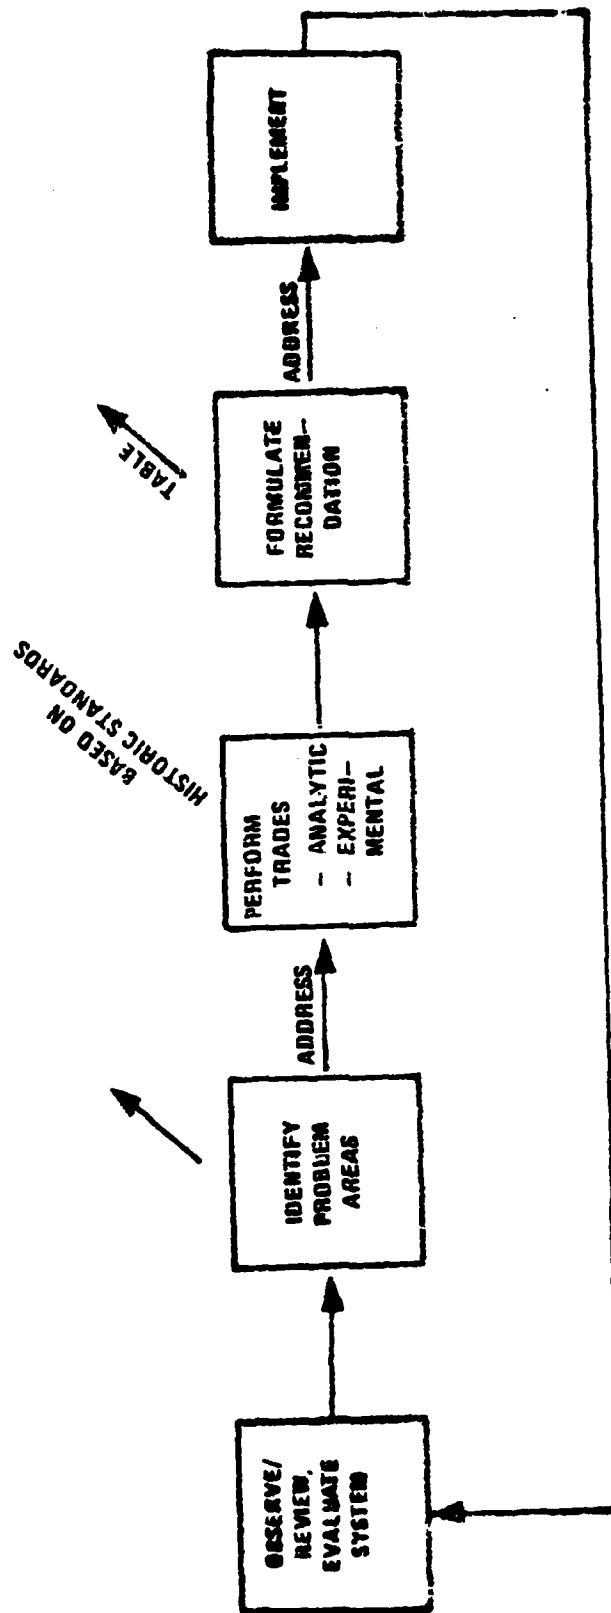 OBSERVE/
REVIEW,
EVALUATE
SYSTEM
IDENTIFY
PROBLEM
AREAS
ADDRESS
PERFORM
TRADES
– ANALYTIC
– EXPERI–
MENTAL
BASED ON
HISTORIC STANDARDS
FORMULATE
RECOMMEN–
DATION
TABLE
ADDRESS
IMPLEMENT